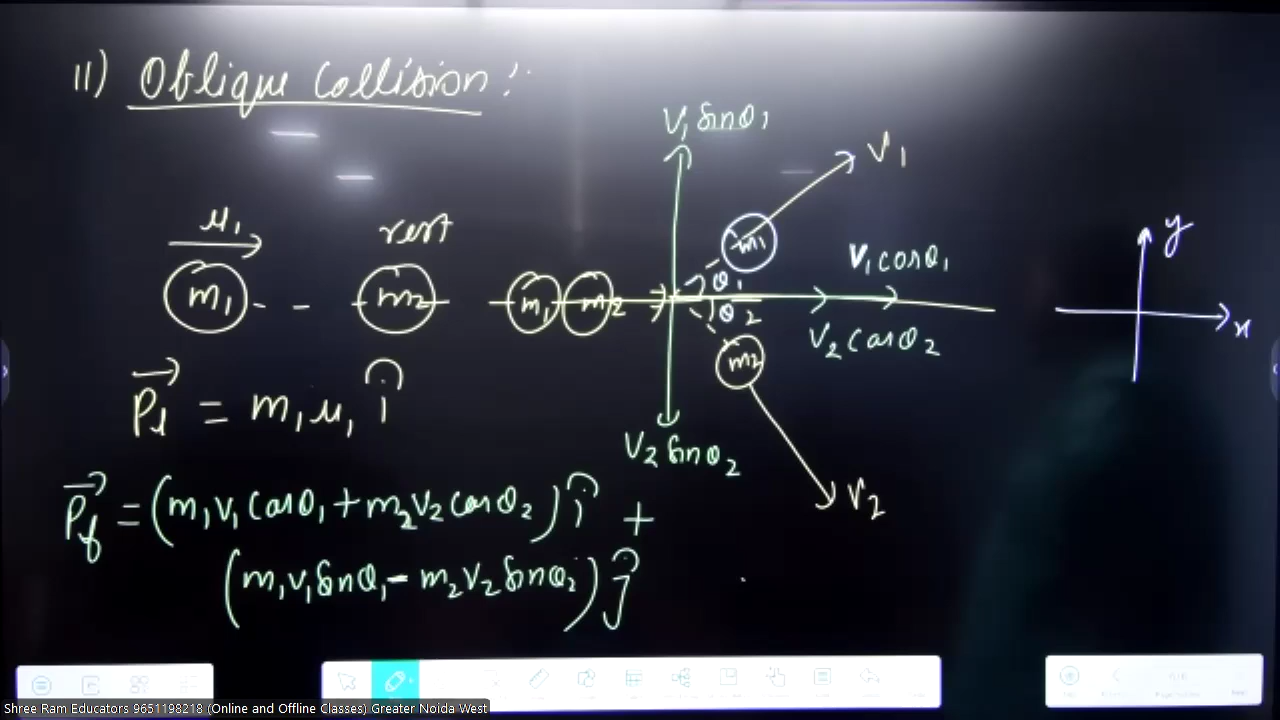 11) Oblique Collision :
V₁ sinθ₁
V₁
y
u₁
rest
m₁
V₁ cosθ₁
m₁
m₂
m₁
m₂
θ₁
θ₂
x
V₂ cosθ₂
m₂
P⃗i = m₁u₁ î
V₂ sinθ₂
V₂
P⃗f = (m₁v₁ cosθ₁ + m₂v₂ cosθ₂) î +
(m₁v₁ sinθ₁ - m₂v₂ sinθ₂) ĵ
Shree Ram Educators 9651198218 (Online and Offline Classes) Greater Noida West